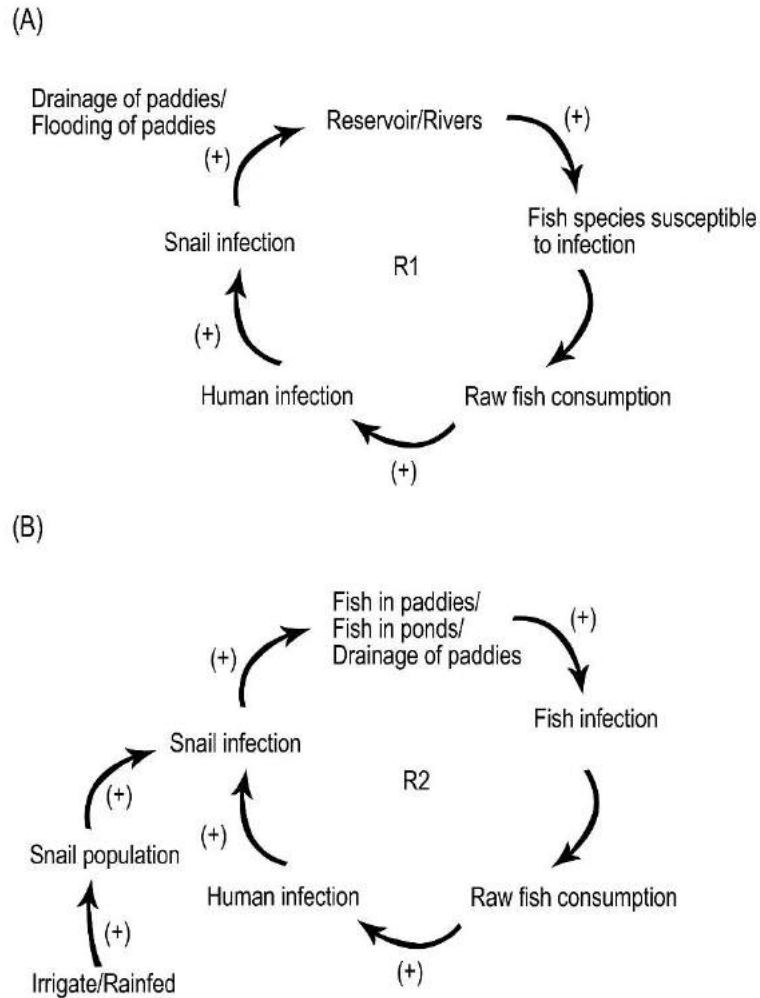 (A)
Drainage of paddies/
Flooding of paddies
(+)
Reservoir/Rivers
(+)
Fish species susceptible
to infection
Snail infection
R1
(+)
Human infection
Raw fish consumption
(+)
(B)
Fish in paddies/
Fish in ponds/
Drainage of paddies
(+)
(+)
Fish infection
Snail infection
R2
(+)
(+)
Snail population
Human infection
Raw fish consumption
(+)
(+)
Irrigate/Rainfed